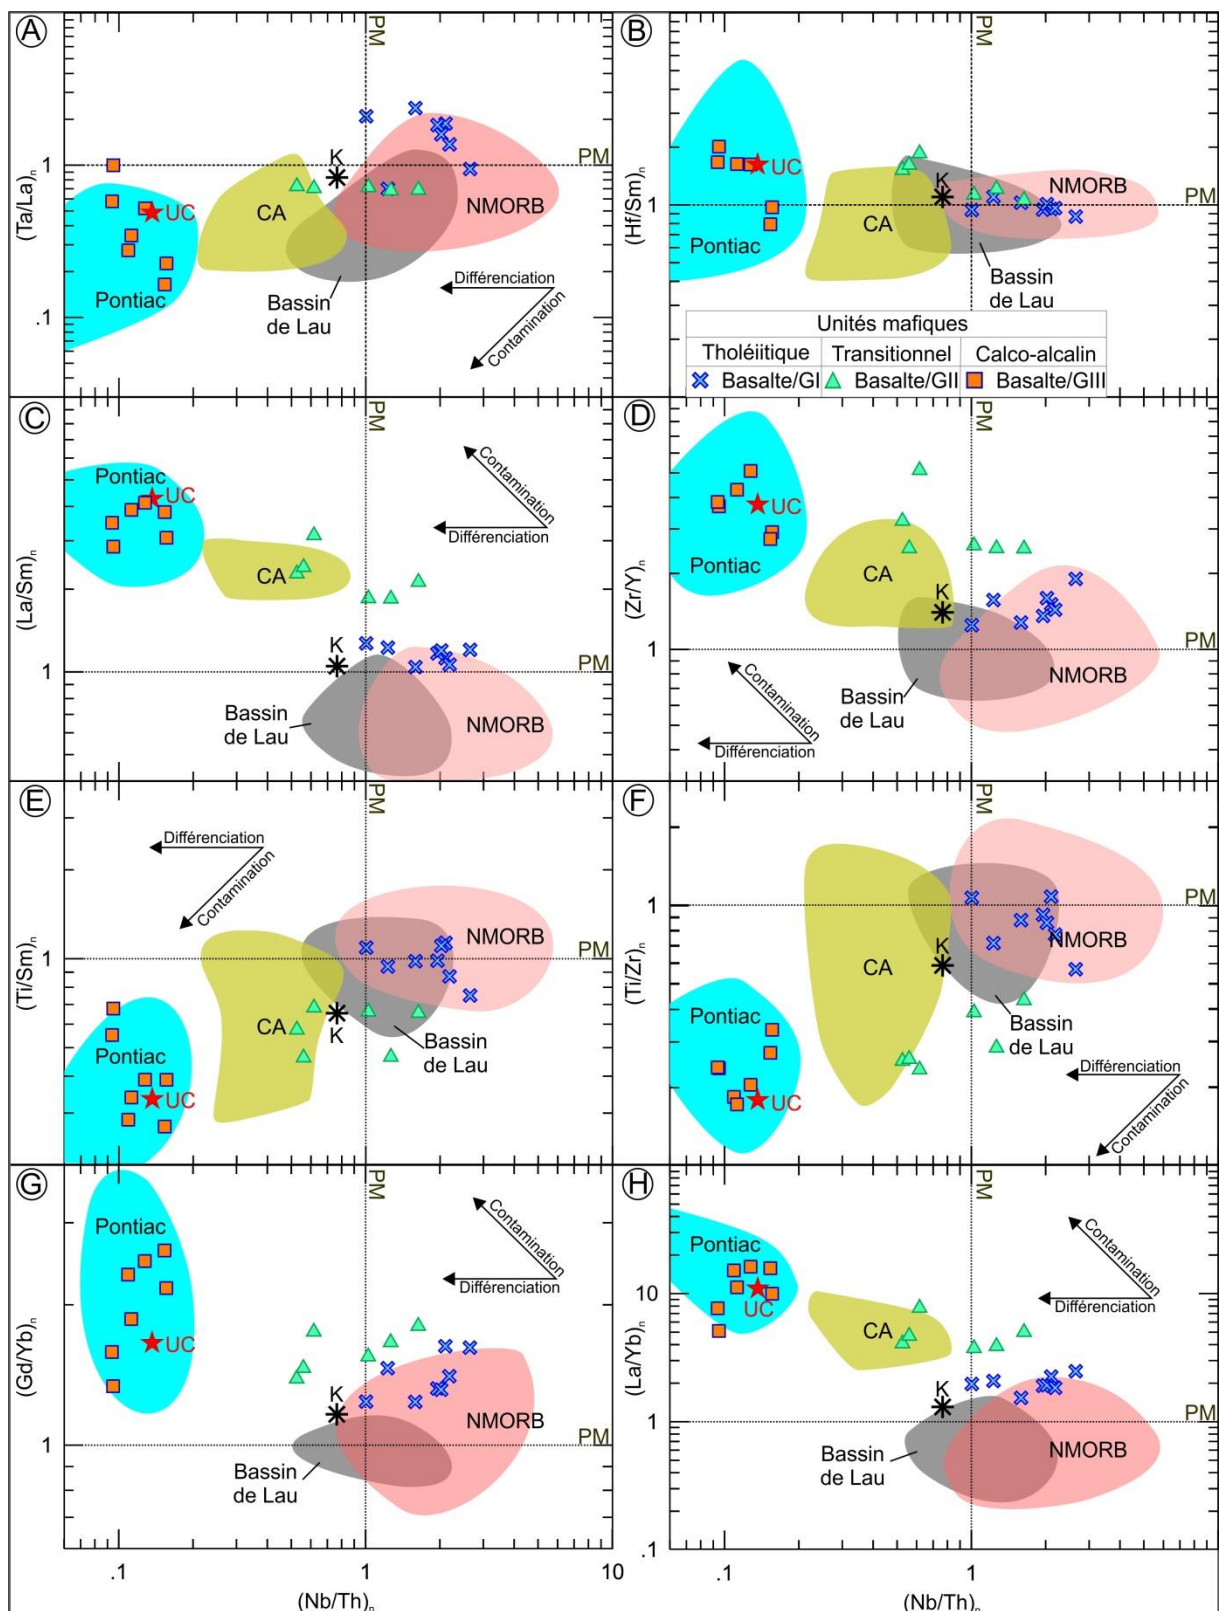 A
PM
(Ta/La)n
1
.1
K
PM
CA
NMORB
UC
Pontiac
Bassin
de Lau
Différenciation
Contamination
B
PM
(Hf/Sm)n
1
K
NMORB
PM
UC
CA
Pontiac
Bassin
de Lau
Unités mafiques
Tholéiitique Transitionnel Calco-alcalin
Basalte/GI Basalte/GII Basalte/GIII
C
PM
(La/Sm)n
1
Pontiac
UC
CA
K
PM
Contamination
Différenciation
Bassin
de Lau
NMORB
D
PM
(Zr/Y)n
1
UC
Pontiac
CA
K
PM
Bassin
de Lau
NMORB
Contamination
Différenciation
E
PM
(Ti/Sm)n
1
Différenciation
Contamination
NMORB
PM
CA
K
Pontiac
UC
Bassin
de Lau
F
PM
(Ti/Zr)n
1
PM
NMORB
K
CA
Pontiac
UC
Bassin
de Lau
Différenciation
Contamination
G
PM
(Gd/Yb)n
1
Pontiac
UC
K
Contamination
Différenciation
NMORB
PM
Bassin
de Lau
.1 1 10
(Nb/Th)n
H
PM
(La/Yb)n
10
1
.1
Pontiac
UC
CA
K
Contamination
Différenciation
PM
NMORB
Bassin
de Lau
.1 1
(Nb/Th)n